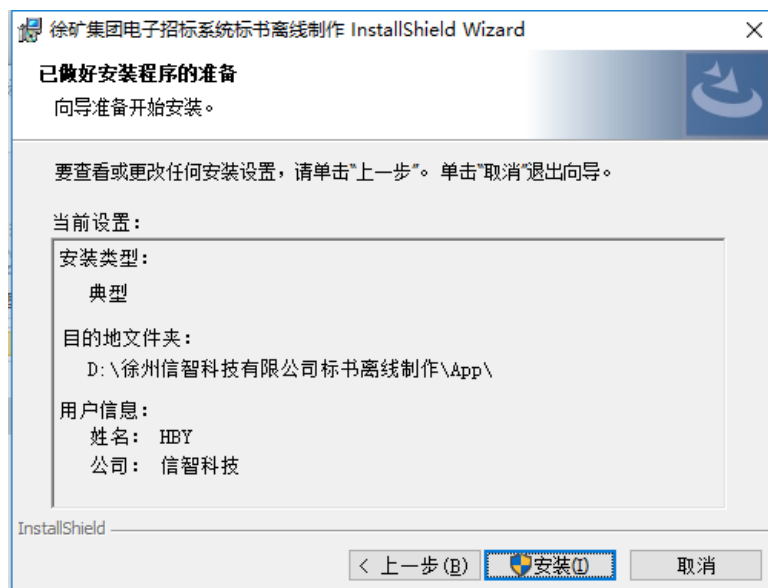 徐矿集团电子招标系统标书离线制作 InstallShield Wizard
已做好安装程序的准备
向导准备开始安装。
要查看或更改任何安装设置，请单击“上一步”。单击“取消”退出向导。
当前设置：
安装类型：
典型
目的地文件夹：
D:\徐州信智科技有限公司标书离线制作\App\
用户信息：
姓名： HBY
公司： 信智科技
InstallShield
< 上一步(B) 安装(I) 取消